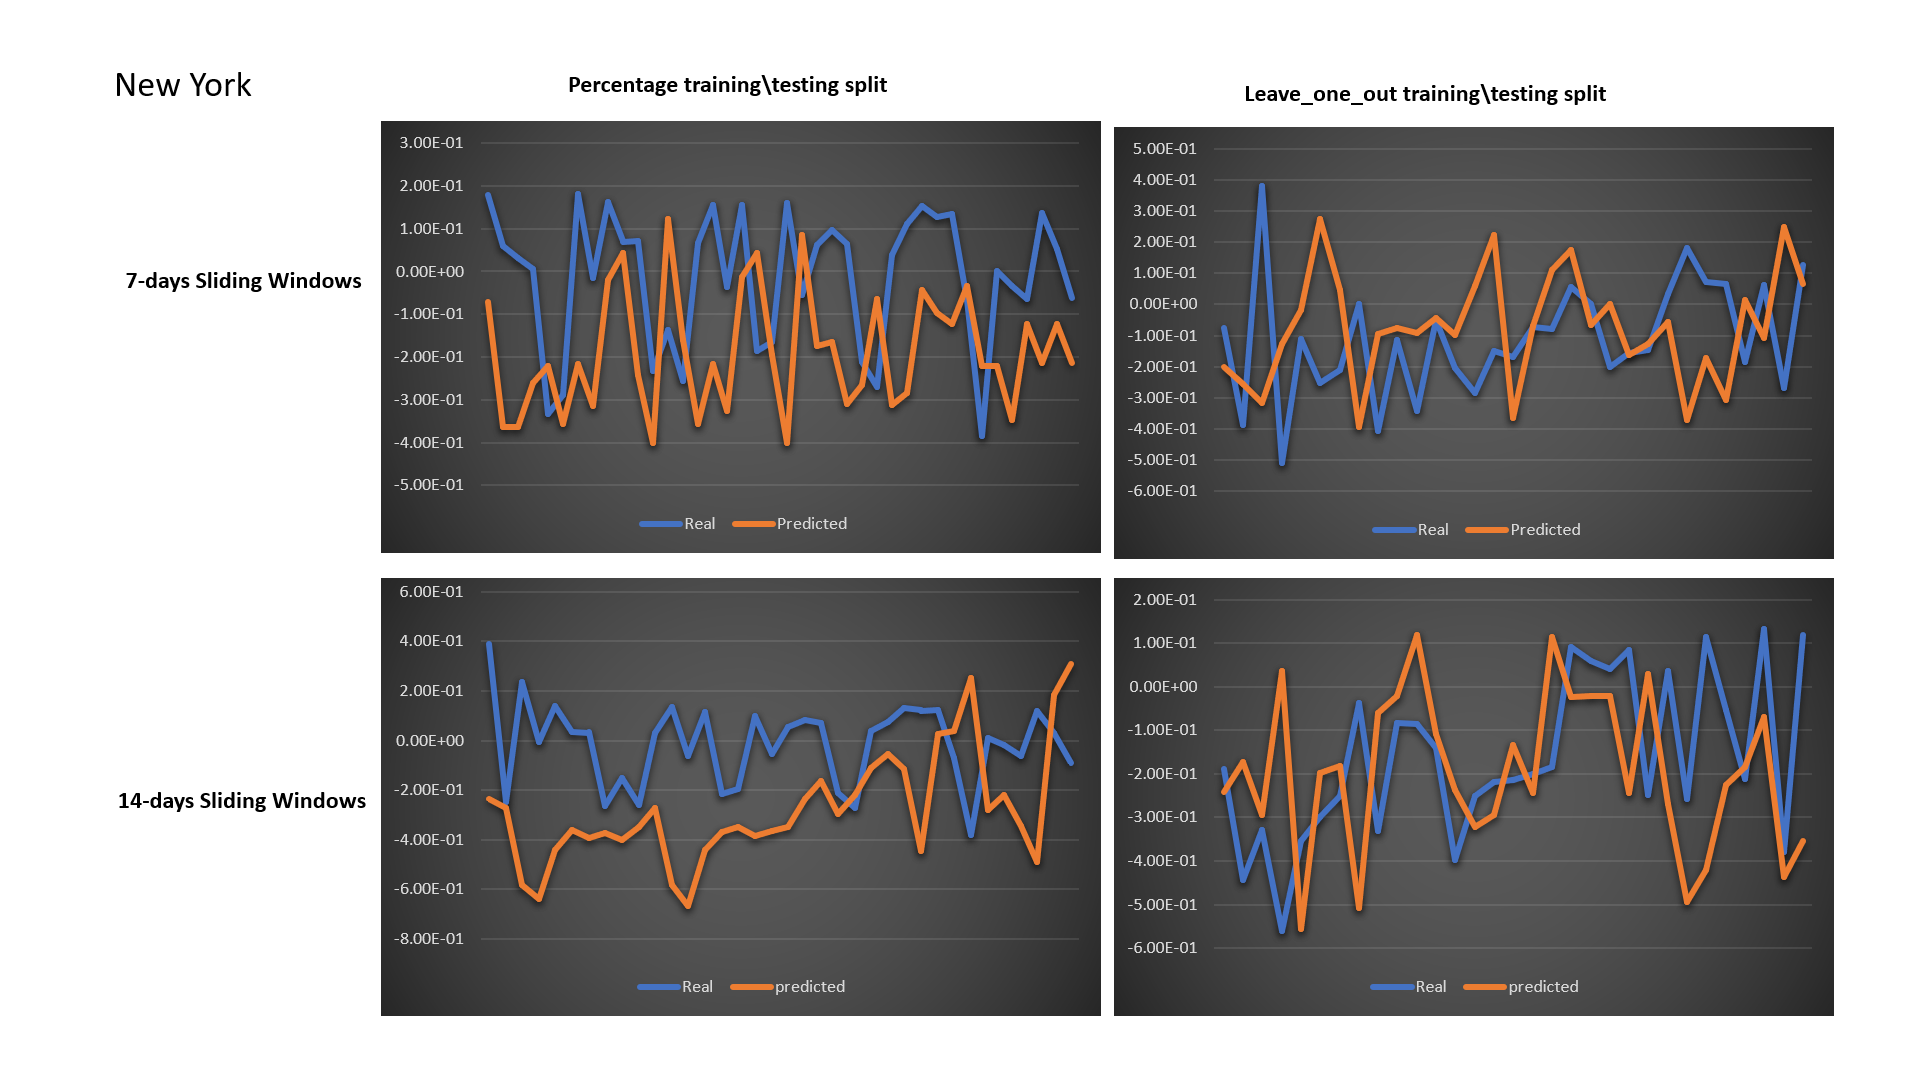 New York
Percentage training\testing split
Leave_one_out training\testing split
7-days Sliding Windows
3.00E-01
2.00E-01
1.00E-01
0.00E+00
-1.00E-01
-2.00E-01
-3.00E-01
-4.00E-01
-5.00E-01
Real Predicted
5.00E-01
4.00E-01
3.00E-01
2.00E-01
1.00E-01
0.00E+00
-1.00E-01
-2.00E-01
-3.00E-01
-4.00E-01
-5.00E-01
-6.00E-01
Real Predicted
14-days Sliding Windows
6.00E-01
4.00E-01
2.00E-01
0.00E+00
-2.00E-01
-4.00E-01
-6.00E-01
-8.00E-01
Real predicted
2.00E-01
1.00E-01
0.00E+00
-1.00E-01
-2.00E-01
-3.00E-01
-4.00E-01
-5.00E-01
-6.00E-01
Real predicted